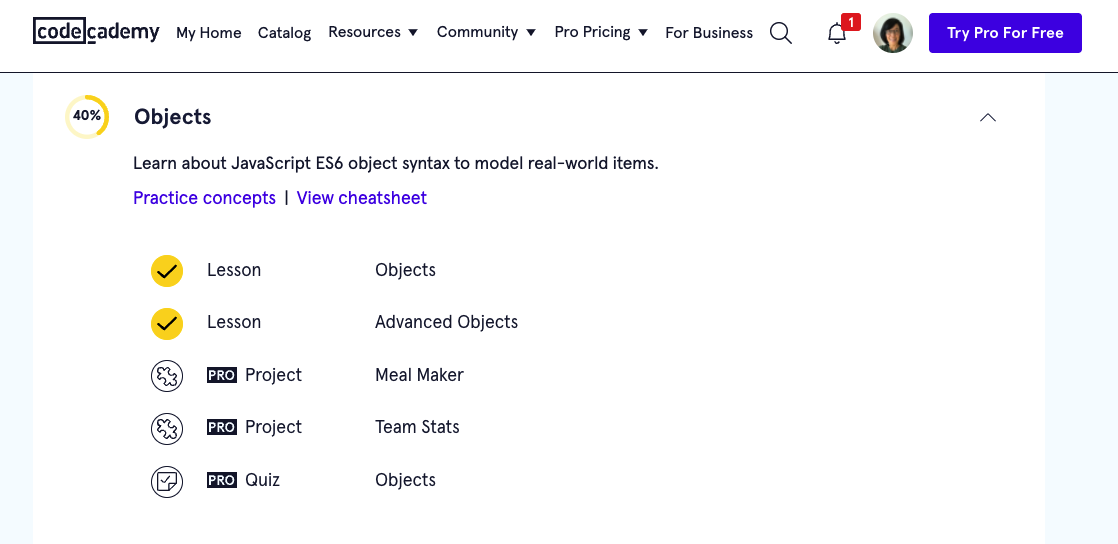 codecademy My Home Catalog Resources Community Pro Pricing For Business 1 Try Pro For Free
40% Objects
Learn about JavaScript ES6 object syntax to model real-world items.
Practice concepts | View cheatsheet
Lesson Objects
Lesson Advanced Objects
PRO Project Meal Maker
PRO Project Team Stats
PRO Quiz Objects